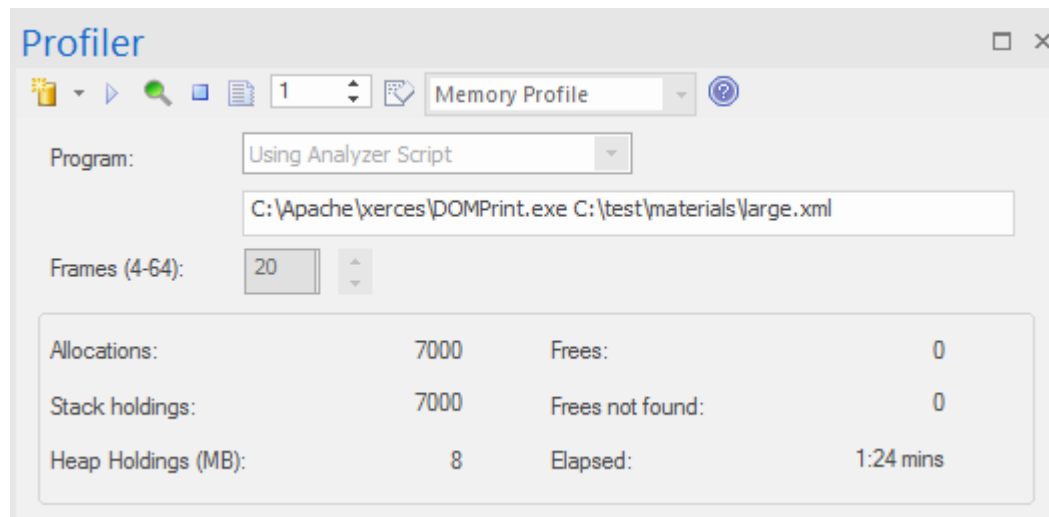 Profiler
1 Memory Profile
Program: Using Analyzer Script
C:\Apache\xerces\DOMPrint.exe C:\test\materials\large.xml
Frames (4-64): 20
Allocations: 7000 Frees: 0
Stack holdings: 7000 Frees not found: 0
Heap Holdings (MB): 8 Elapsed: 1:24 mins